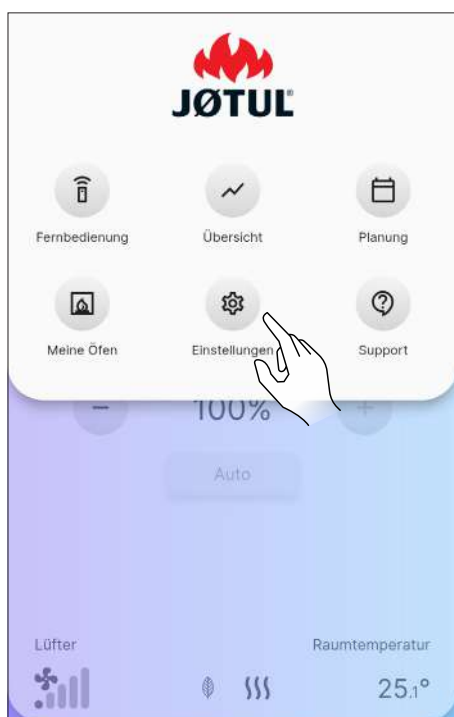 JØTUL®
Fernbedienung Übersicht Planung
Meine Öfen Einstellungen Support
− 100% +
Auto
Lüfter Raumtemperatur
25.1°